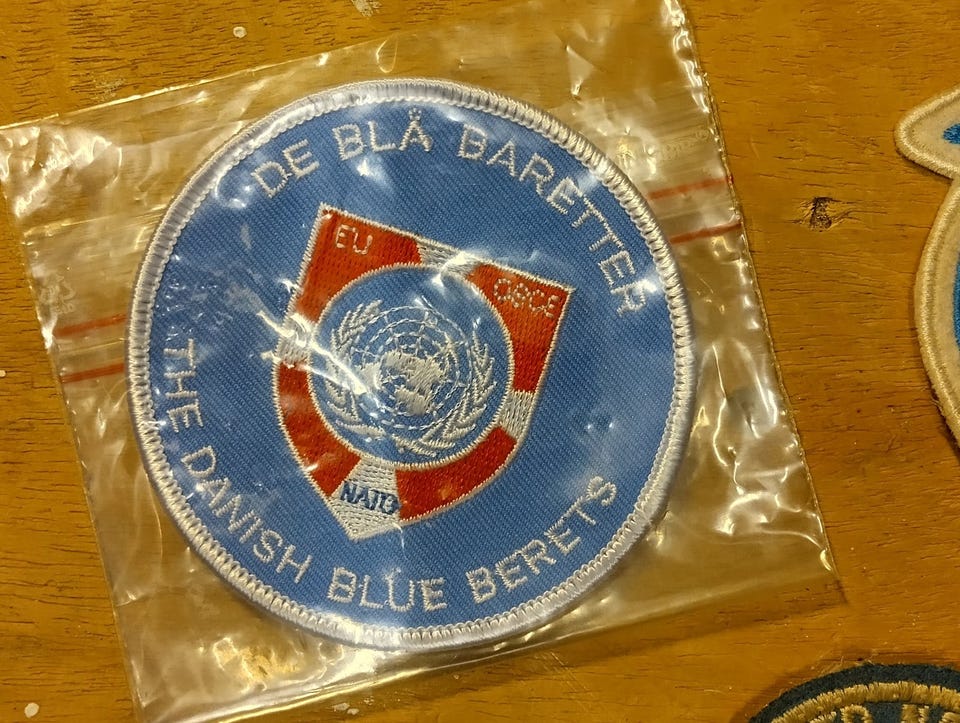 DE BLÅ BARETTER
EU
OSCE
NATO
THE DANISH BLUE BERETS